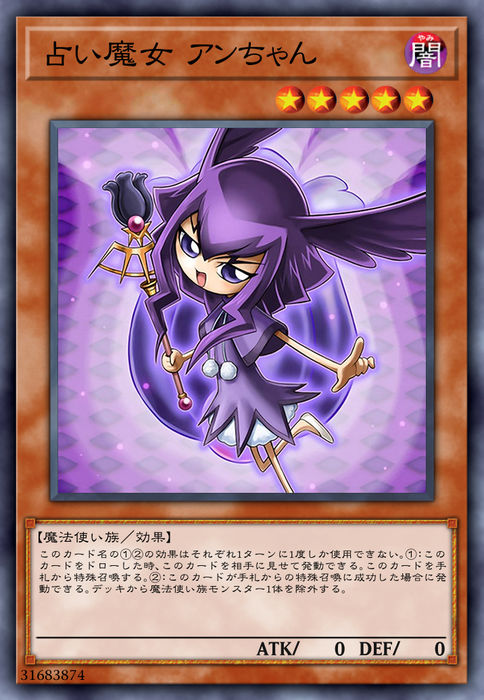 占い魔女 アンちゃん
やみ
闇
【魔法使い族／効果】
このカード名の①②の効果はそれぞれ1ターンに1度しか使用できない。①：この
カードをドローした時、このカードを相手に見せて発動できる。このカードを手
札から特殊召喚する。②：このカードが手札からの特殊召喚に成功した場合に発
動できる。デッキから魔法使い族モンスター1体を除外する。
ATK/ 0 DEF/ 0
31683874